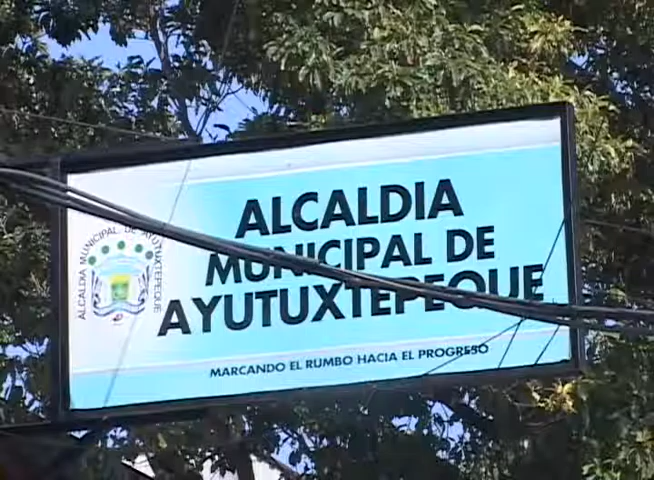 ALCALDIA
MUNICIPAL DE
AYUTUXTEPEQUE
MARCANDO EL RUMBO HACIA EL PROGRESO
ALCALDIA MUNICIPAL DE AYUTUXTEPEQUE